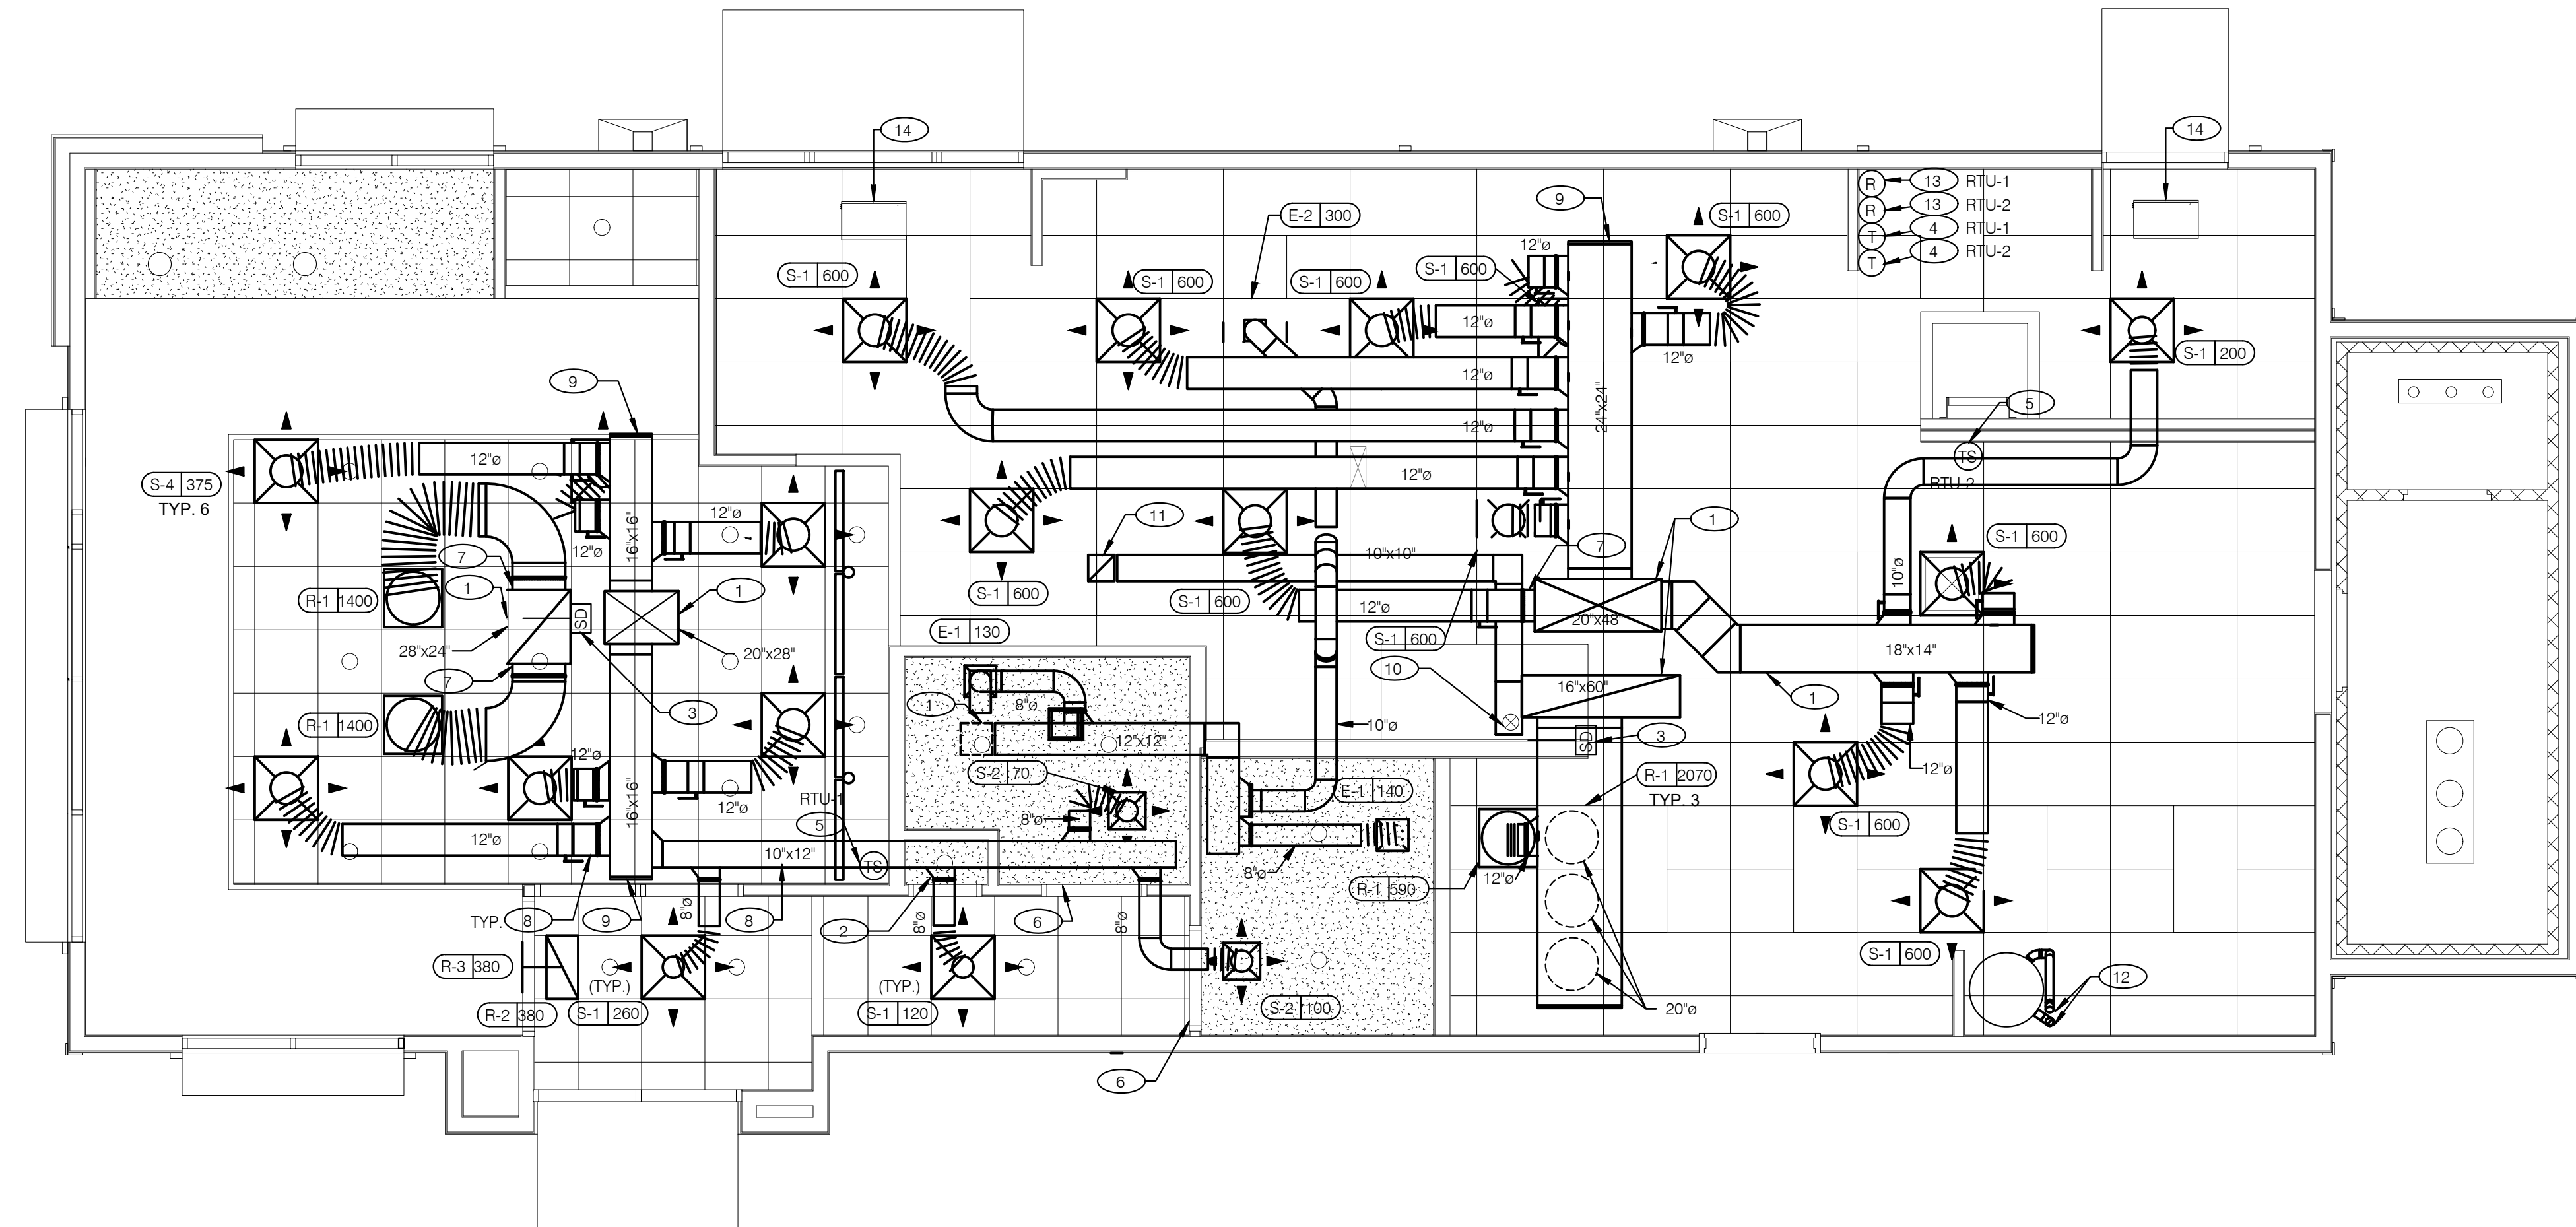 14
14
R 13 RTU-1
R 13 RTU-2
T 4 RTU-1
T 4 RTU-2
9
E-2 300
S-1 600
12"ø
S-1 600
S-1 600
S-1 600
S-1 600
12"ø
12"ø
S-1 200
9
12"ø
24"x24"
5
12"ø
TS
RTU-2
12"ø
12"ø
S-4 375
TYP. 6
12"ø
16"x16"
12"ø
11
1
S-1 600
7
10"x10"
7
1
R-1 1400
SD
1
10"ø
S-1 600
S-1 600
12"ø
20"x48"
E-1 130
S-1 600
28"x24"
20"x28"
18"x14"
10
7
16"x60"
1
1
8"ø
3
R-1 1400
10"ø
12"ø
SD
3
12"x12"
12"ø
S-2 70
12"ø
R-1 2070
TYP. 3
E-1 140
RTU-1
12"ø
16"x16"
8"ø
5
S-1 600
12"ø
10"x12"
TS
8"ø
12"ø
R-1 590
TYP. 8
9
8"ø
8
2
8"ø
6
8"ø
S-1 600
R-3 380
12
(TYP.)
(TYP.)
R-2 380
S-1 260
S-1 120
S-2 100
20"ø
6